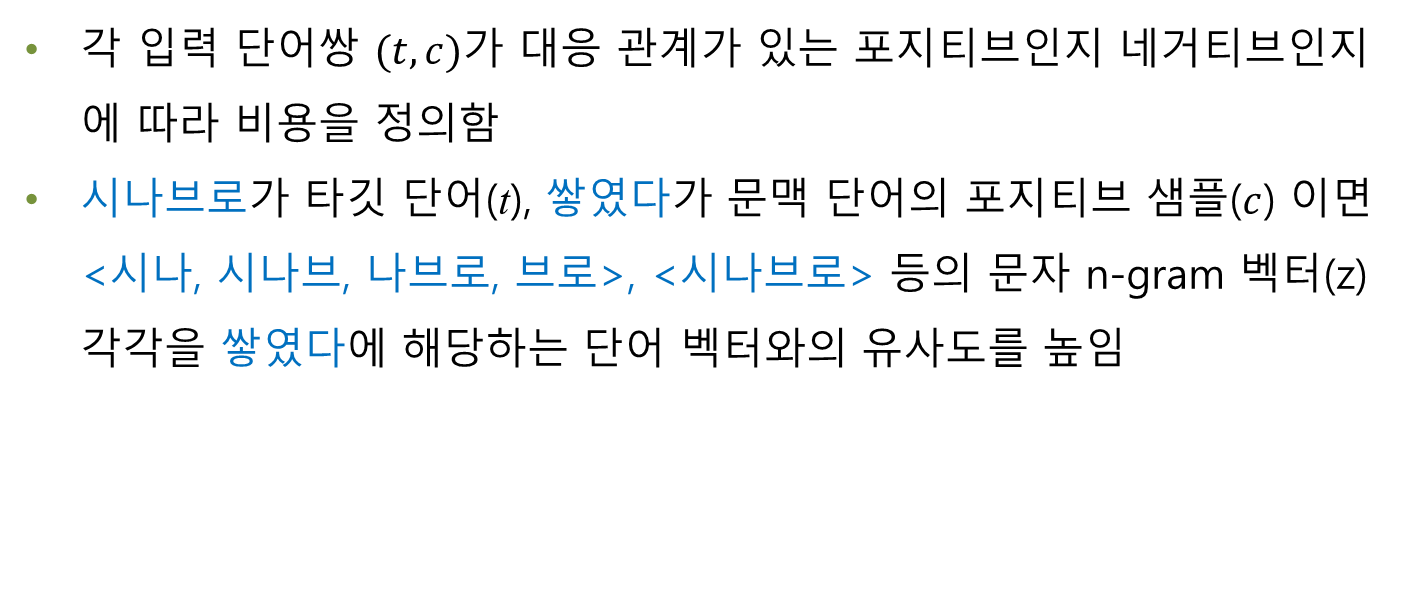 • 각 입력 단어쌍 (t, c)가 대응 관계가 있는 포지티브인지 네거티브인지
에 따라 비용을 정의함
• 시나브로가 타깃 단어(t), 쌓였다가 문맥 단어의 포지티브 샘플(c) 이면
<시나, 시나브, 나브로, 브로>, <시나브로> 등의 문자 n-gram 벡터(z)
각각을 쌓였다에 해당하는 단어 벡터와의 유사도를 높임